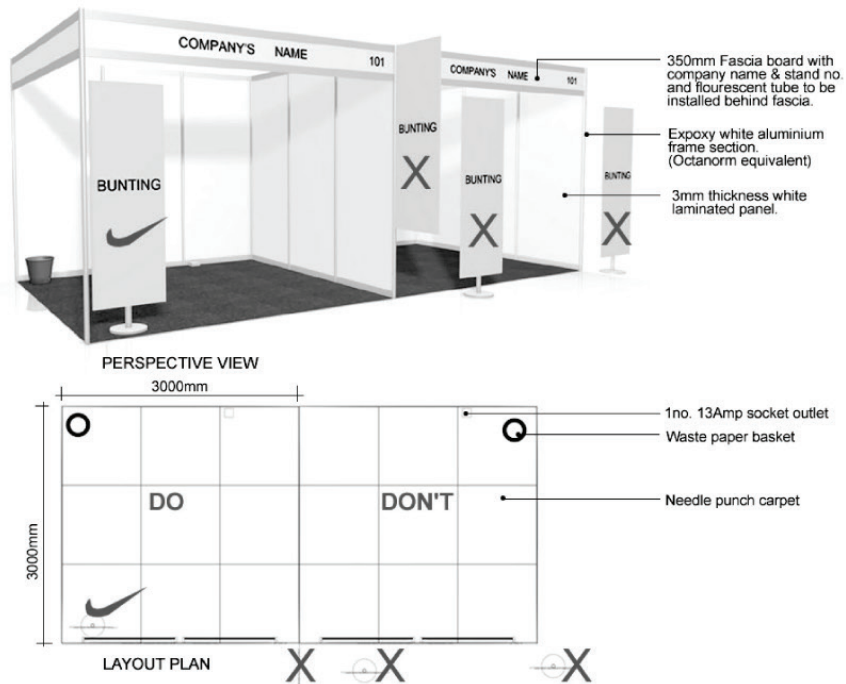 COMPANY'S NAME 101
BUNTING
BUNTING
X
BUNTING
X
COMPANY'S NAME 101
BUNTING
X
350mm Fascia board with
company name & stand no.
and flourescent tube to be
installed behind fascia.
Expoxy white aluminium
frame section.
(Octanorm equivalent)
3mm thickness white
laminated panel.
PERSPECTIVE VIEW
3000mm
3000mm
DO
DON'T
1no. 13Amp socket outlet
Waste paper basket
Needle punch carpet
LAYOUT PLAN
X
X
X